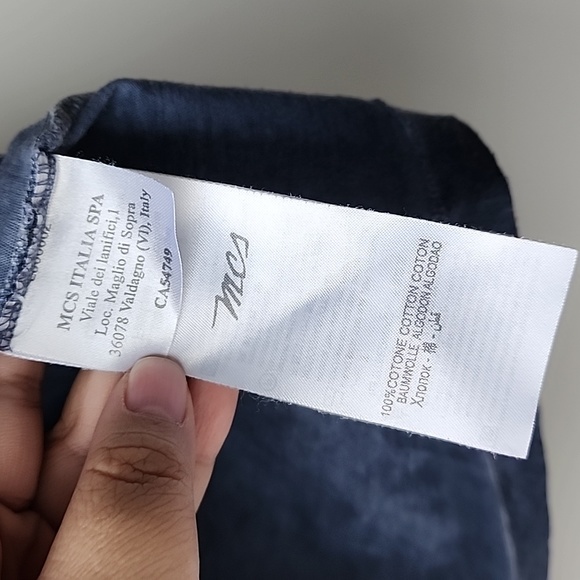 MCS ITALIA SPA
Viale dei lanifici,1
Loc. Maglio di Sopra
36078 Valdagno (VI), Italy
CA54749
mcs
100%COTONE COTTON COTON
BAUMWOLLE ALGODON ALGODAO
Хлопок - 棉 - قطن